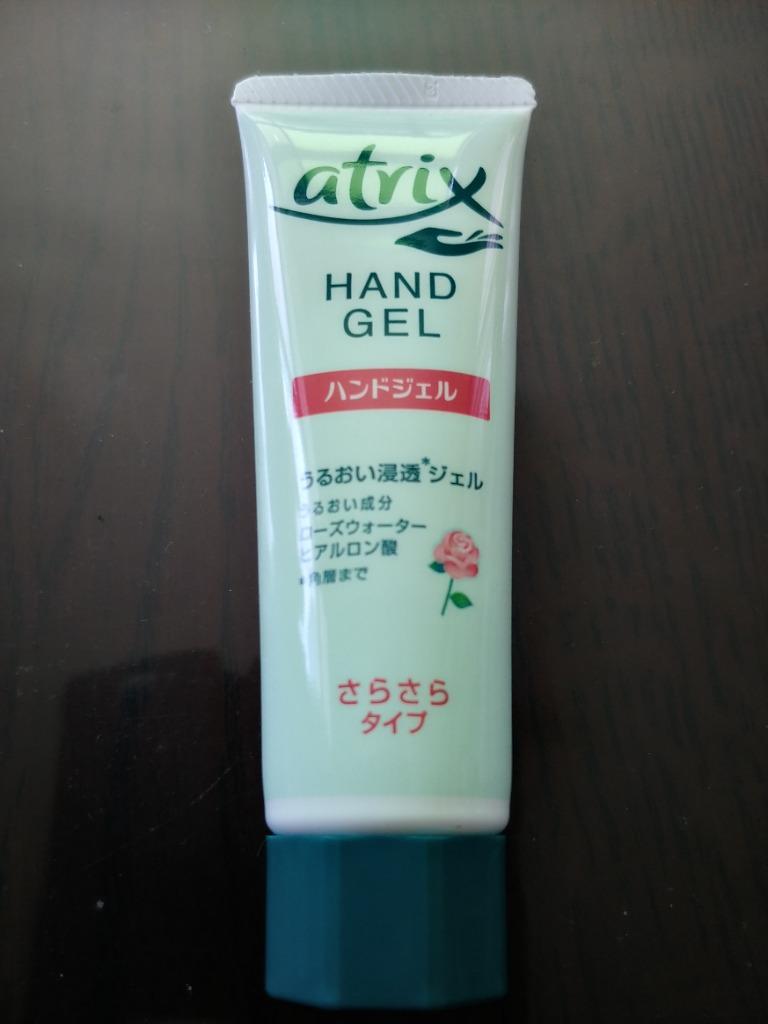 atrix
HAND
GEL
ハンドジェル
うるおい浸透*ジェル
うるおい成分
ローズウォーター
ヒアルロン酸
*角層まで
さらさら
タイプ